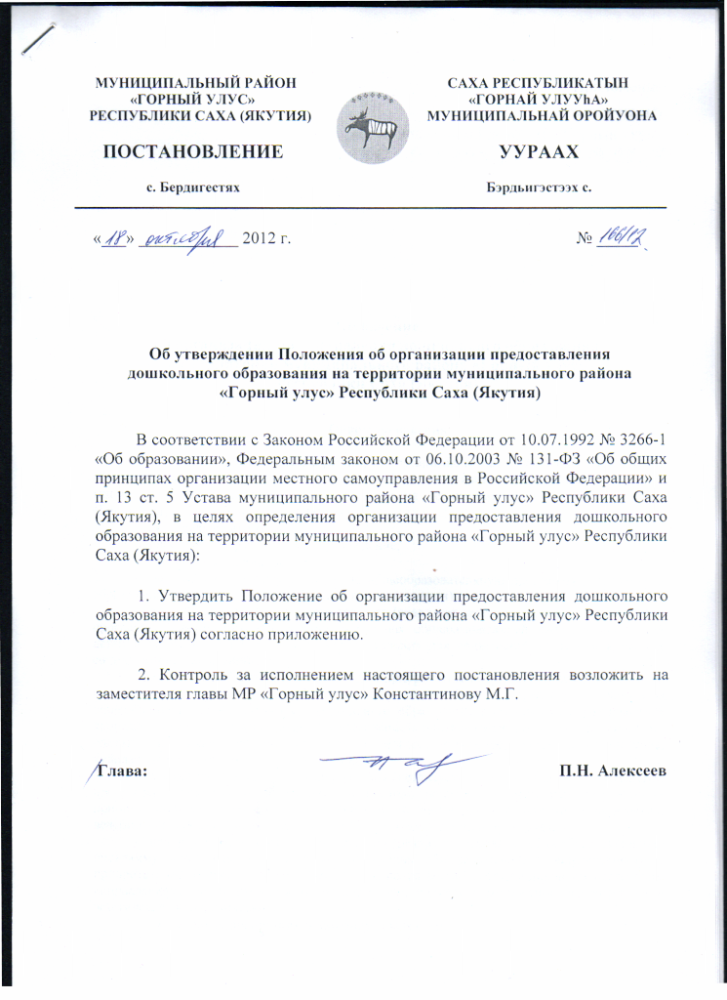 МУНИЦИПАЛЬНЫЙ РАЙОН
«ГОРНЫЙ УЛУС»
РЕСПУБЛИКИ САХА (ЯКУТИЯ)
ПОСТАНОВЛЕНИЕ
с. Бердигестях
САХА РЕСПУБЛИКАТЫН
«ГОРНАЙ УЛУУҺА»
МУНИЦИПАЛЬНАЙ ОРОЙУОНА
УУРААХ
Бэрдьигэстээх с.
«18» октября 2012 г.
№ 166/12
Об утверждении Положения об организации предоставления
дошкольного образования на территории муниципального района
«Горный улус» Республики Саха (Якутия)
В соответствии с Законом Российской Федерации от 10.07.1992 № 3266-1
«Об образовании», Федеральным законом от 06.10.2003 № 131-ФЗ «Об общих
принципах организации местного самоуправления в Российской Федерации» и
п. 13 ст. 5 Устава муниципального района «Горный улус» Республики Саха
(Якутия), в целях определения организации предоставления дошкольного
образования на территории муниципального района «Горный улус» Республики
Саха (Якутия):
1. Утвердить Положение об организации предоставления дошкольного
образования на территории муниципального района «Горный улус» Республики
Саха (Якутия) согласно приложению.
2. Контроль за исполнением настоящего постановления возложить на
заместителя главы МР «Горный улус» Константинову М.Г.
Глава:
П.Н. Алексеев